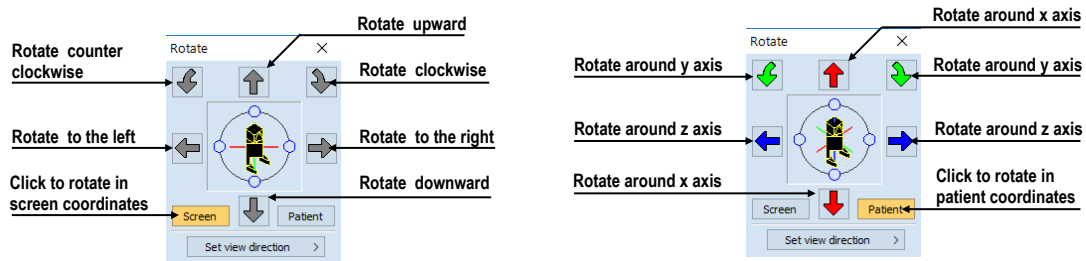 Rotate upward
Rotate
Rotate counter
clockwise
Rotate clockwise
Rotate to the left
Rotate to the right
Click to rotate in
screen coordinates
Rotate downward
Screen
Patient
Set view direction >
Rotate around x axis
Rotate
Rotate around y axis
Rotate around y axis
Rotate around z axis
Rotate around z axis
Rotate around x axis
Click to rotate in
patient coordinates
Screen
Patient
Set view direction >